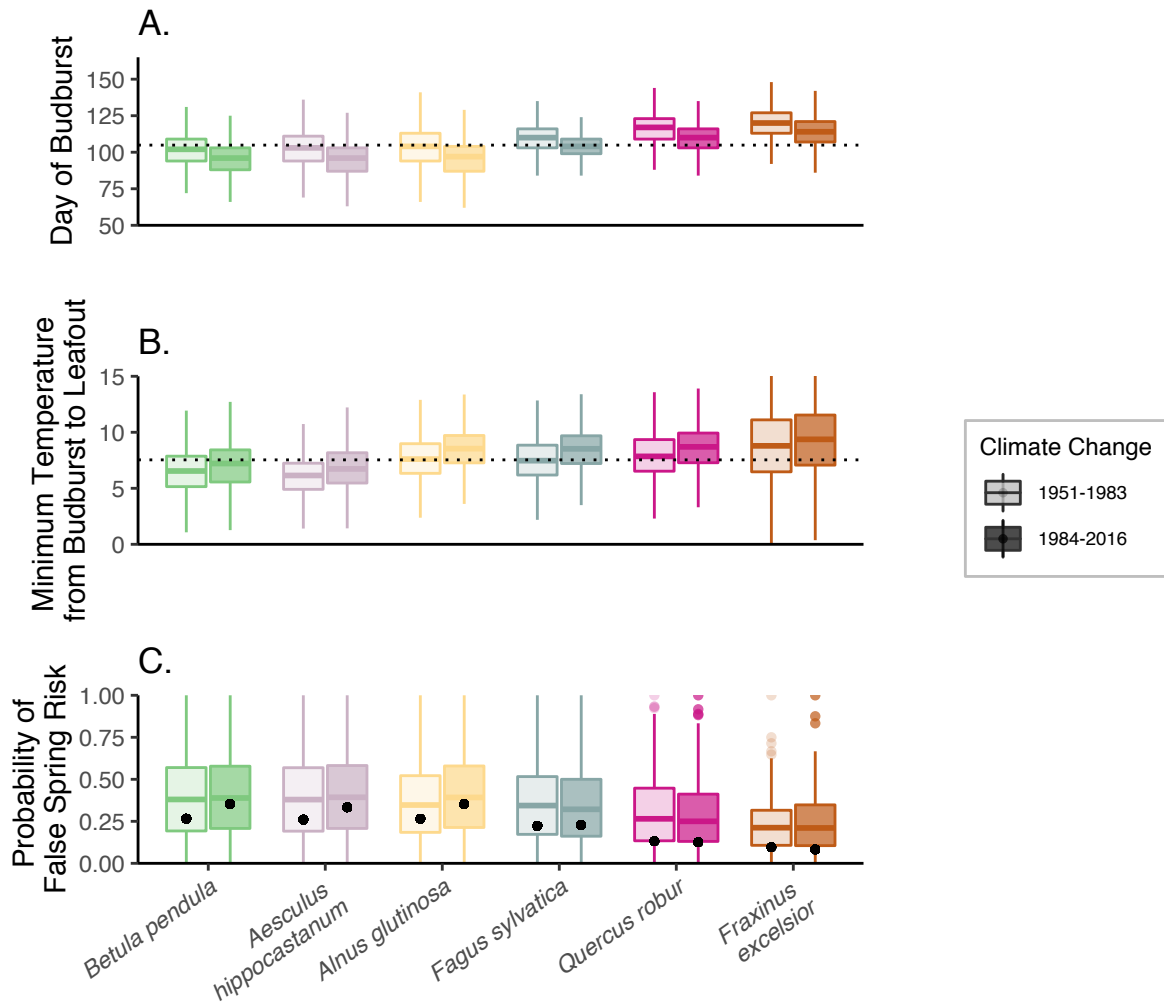 A.
Day of Budburst
150
125
100
75
50
B.
Minimum Temperature
from Budburst to Leafout
15
10
5
0
Climate Change
1951-1983
1984-2016
C.
Probability of
False Spring Risk
1.00
0.75
0.50
0.25
0.00
Betula pendula
Aesculus
hippocastanum
Alnus glutinosa
Fagus sylvatica
Quercus robur
Fraxinus
excelsior